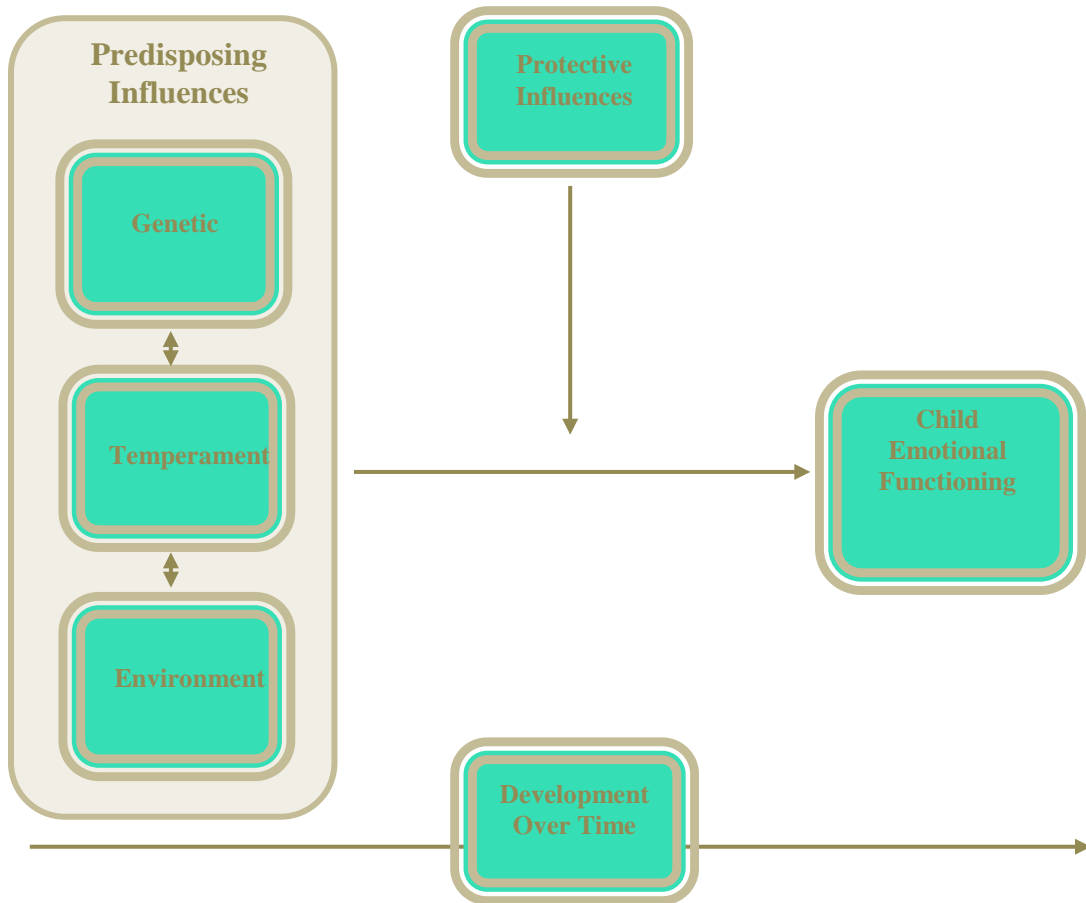 Predisposing
Influences
Genetic
Temperament
Environment
Protective
Influences
Child
Emotional
Functioning
Development
Over Time